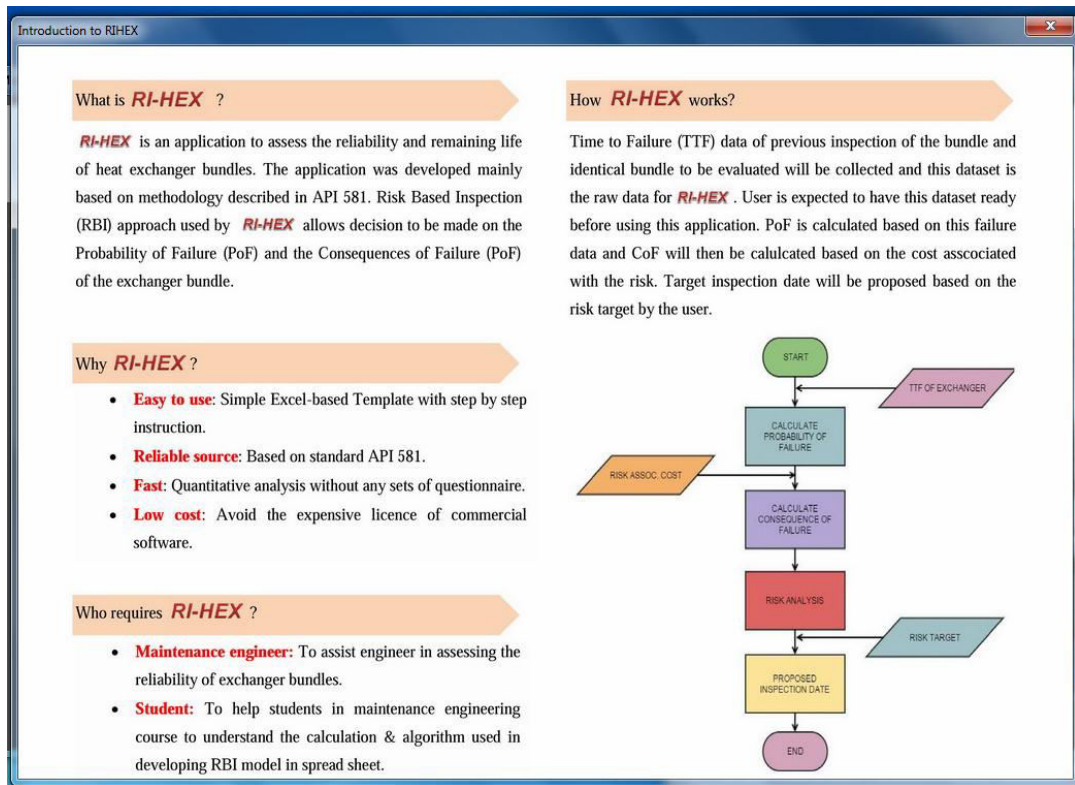 Introduction to RIHEX
What is RI-HEX ?
RI-HEX is an application to assess the reliability and remaining life
of heat exchanger bundles. The application was developed mainly
based on methodology described in API 581. Risk Based Inspection
(RBI) approach used by RI-HEX allows decision to be made on the
Probability of Failure (PoF) and the Consequences of Failure (PoF)
of the exchanger bundle.
Why RI-HEX ?
• Easy to use: Simple Excel-based Template with step by step
instruction.
• Reliable source: Based on standard API 581.
• Fast: Quantitative analysis without any sets of questionnaire.
• Low cost: Avoid the expensive licence of commercial
software.
Who requires RI-HEX ?
• Maintenance engineer: To assist engineer in assessing the
reliability of exchanger bundles.
• Student: To help students in maintenance engineering
course to understand the calculation & algorithm used in
developing RBI model in spread sheet.
How RI-HEX works?
Time to Failure (TTF) data of previous inspection of the bundle and
identical bundle to be evaluated will be collected and this dataset is
the raw data for RI-HEX . User is expected to have this dataset ready
before using this application. PoF is calculated based on this failure
data and CoF will then be calulcated based on the cost asscociated
with the risk. Target inspection date will be proposed based on the
risk target by the user.
START
TTF OF EXCHANGER
CALCULATE
PROBABILITY OF
FAILURE
RISK ASSOC. COST
CALCULATE
CONSEQUENCE OF
FAILURE
RISK ANALYSIS
RISK TARGET
PROPOSED
INSPECTION DATE
END